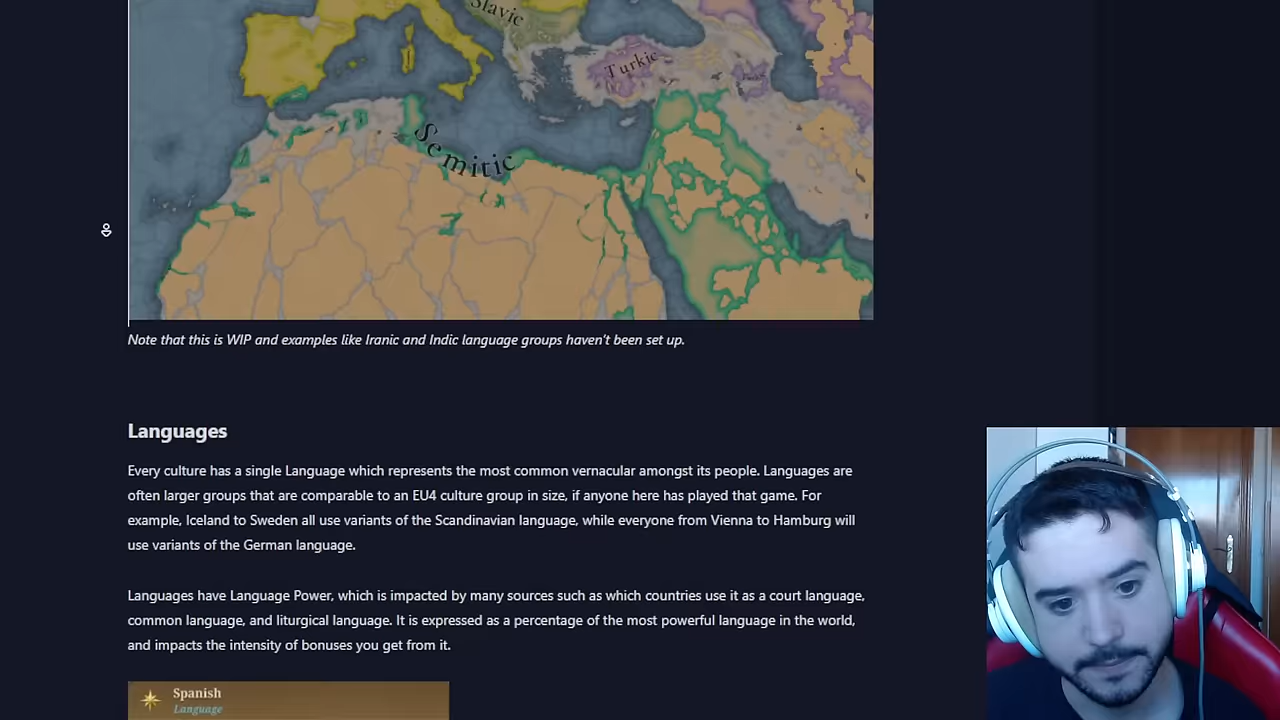 Slavic
Turkic
Semitic
Note that this is WIP and examples like Iranic and Indic language groups haven't been set up.
Languages
Every culture has a single Language which represents the most common vernacular amongst its people. Languages are
often larger groups that are comparable to an EU4 culture group in size, if anyone here has played that game. For
example, Iceland to Sweden all use variants of the Scandinavian language, while everyone from Vienna to Hamburg will
use variants of the German language.
Languages have Language Power, which is impacted by many sources such as which countries use it as a court language,
common language, and liturgical language. It is expressed as a percentage of the most powerful language in the world,
and impacts the intensity of bonuses you get from it.
Spanish
Language